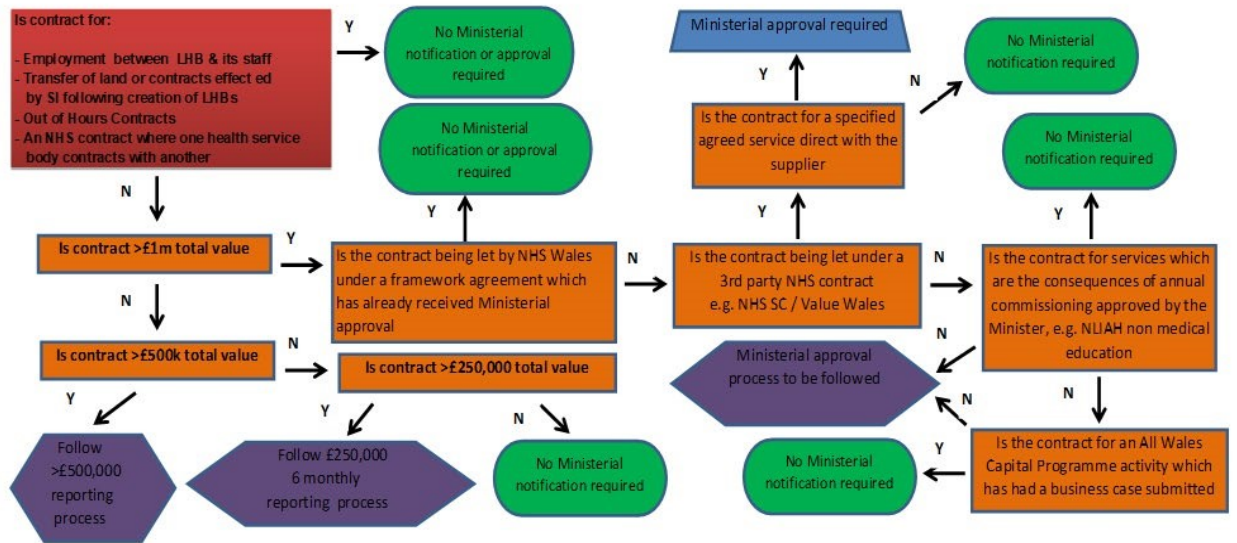 Is contract for:
- Employment between LHB & its staff
- Transfer of land or contracts effect ed
by SI following creation of LHBs
- Out of Hours Contracts
- An NHS contract where one health service
body contracts with another
Y
No Ministerial
notification or approval
required
N
Is contract >£1m total value
Y
Is the contract being let by NHS Wales
under a framework agreement which
has already received Ministerial
approval
Y
No Ministerial
notification or approval
required
N
Is the contract being let under a
3rd party NHS contract
e.g. NHS SC / Value Wales
Y
Is the contract for a specified
agreed service direct with the
supplier
Y
Ministerial approval required
N
No Ministerial
notification required
N
Is the contract for services which
are the consequences of annual
commissioning approved by the
Minister, e.g. NLIAH non medical
education
Y
No Ministerial
notification required
N
Ministerial approval
process to be followed
N
N
Is the contract for an All Wales
Capital Programme activity which
has had a business case submitted
Y
No Ministerial
notification required
N
Is contract >£500k total value
Y
Follow
>£500,000
reporting
process
N
Is contract >£250,000 total value
Y
Follow £250,000
6 monthly
reporting process
N
No Ministerial
notification required